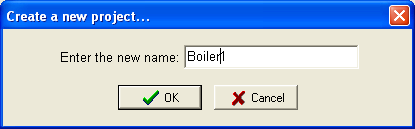 Create a new project...
Enter the new name: Boiler1
OK Cancel